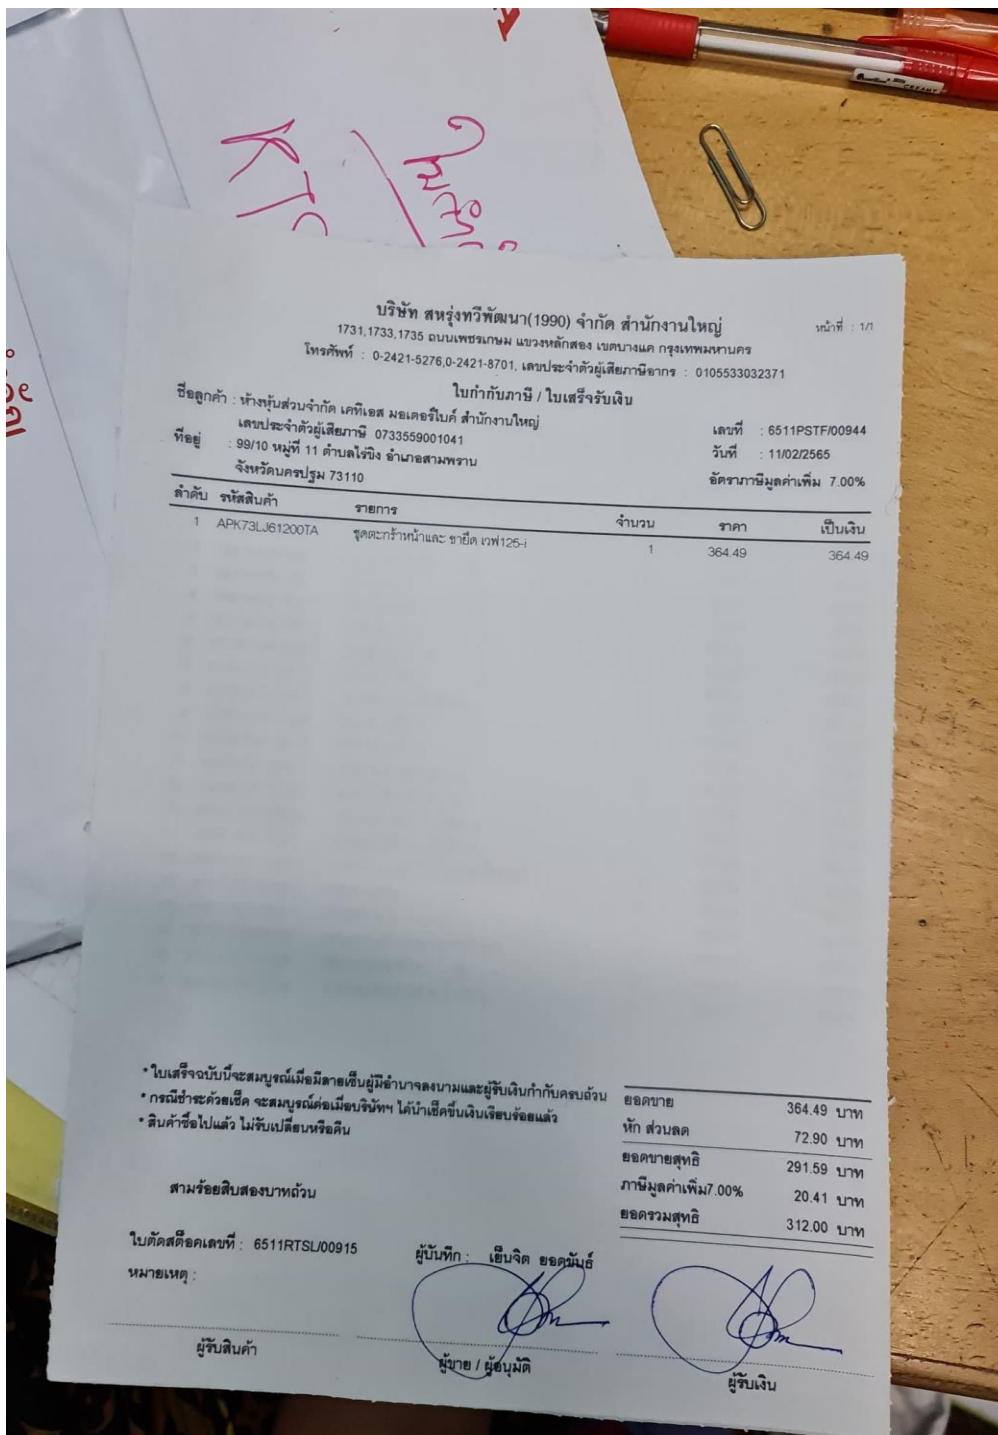 บริษัท สหรุ่งทวีพัฒนา(1990) จำกัด สำนักงานใหญ่
หน้าที่ : 1/1
1731,1733,1735 ถนนเพชรเกษม แขวงหลักสอง เขตบางแค กรุงเทพมหานคร
โทรศัพท์ : 0-2421-5276,0-2421-8701, เลขประจำตัวผู้เสียภาษีอากร : 0105533032371
ใบกำกับภาษี / ใบเสร็จรับเงิน
ชื่อลูกค้า : ห้างหุ้นส่วนจำกัด เคทีเอส มอเตอร์ไบค์ สำนักงานใหญ่
เลขที่ : 6511PSTF/00944
เลขประจำตัวผู้เสียภาษี 0733559001041
วันที่ : 11/02/2565
ที่อยู่ : 99/10 หมู่ที่ 11 ตำบลไร่ขิง อำเภอสามพราน
อัตราภาษีมูลค่าเพิ่ม 7.00%
จังหวัดนครปฐม 73110
ลำดับ รหัสสินค้า รายการ จำนวน ราคา เป็นเงิน
1 APK73LJ61200TA ชุดตะกร้าหน้าและ ขายึด เวฟ125-i 1 364.49 364.49
* ใบเสร็จฉบับนี้จะสมบูรณ์เมื่อมีลายเซ็นผู้มีอำนาจลงนามและผู้รับเงินกำกับครบถ้วน
* กรณีชำระด้วยเช็ค จะสมบูรณ์ต่อเมื่อบริษัทฯ ได้นำเช็คขึ้นเงินเรียบร้อยแล้ว
* สินค้าซื้อไปแล้ว ไม่รับเปลี่ยนหรือคืน
ยอดขาย 364.49 บาท
หัก ส่วนลด 72.90 บาท
ยอดขายสุทธิ 291.59 บาท
ภาษีมูลค่าเพิ่ม7.00% 20.41 บาท
ยอดรวมสุทธิ 312.00 บาท
สามร้อยสิบสองบาทถ้วน
ใบตัดสต๊อคเลขที่ : 6511RTSL/00915
ผู้บันทึก : เย็นจิต ยอดขันธ์
หมายเหตุ :
ผู้รับสินค้า
ผู้ขาย / ผู้อนุมัติ
ผู้รับเงิน